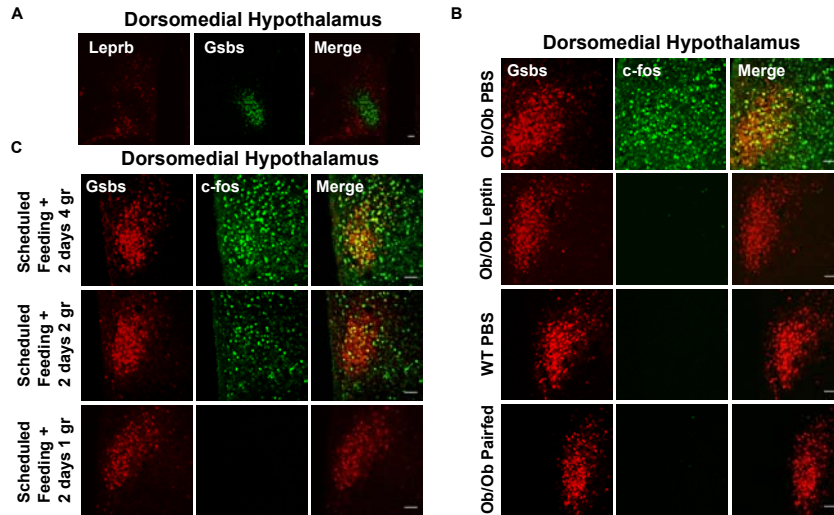 A
Dorsomedial Hypothalamus
Leprb Gsbs Merge
C
Dorsomedial Hypothalamus
Gsbs c-fos Merge
Scheduled
Feeding +
2 days 4 gr
Scheduled
Feeding +
2 days 2 gr
Scheduled
Feeding +
2 days 1 gr
B
Dorsomedial Hypothalamus
Gsbs c-fos Merge
Ob/Ob PBS
Ob/Ob Leptin
WT PBS
Ob/Ob Pairfed